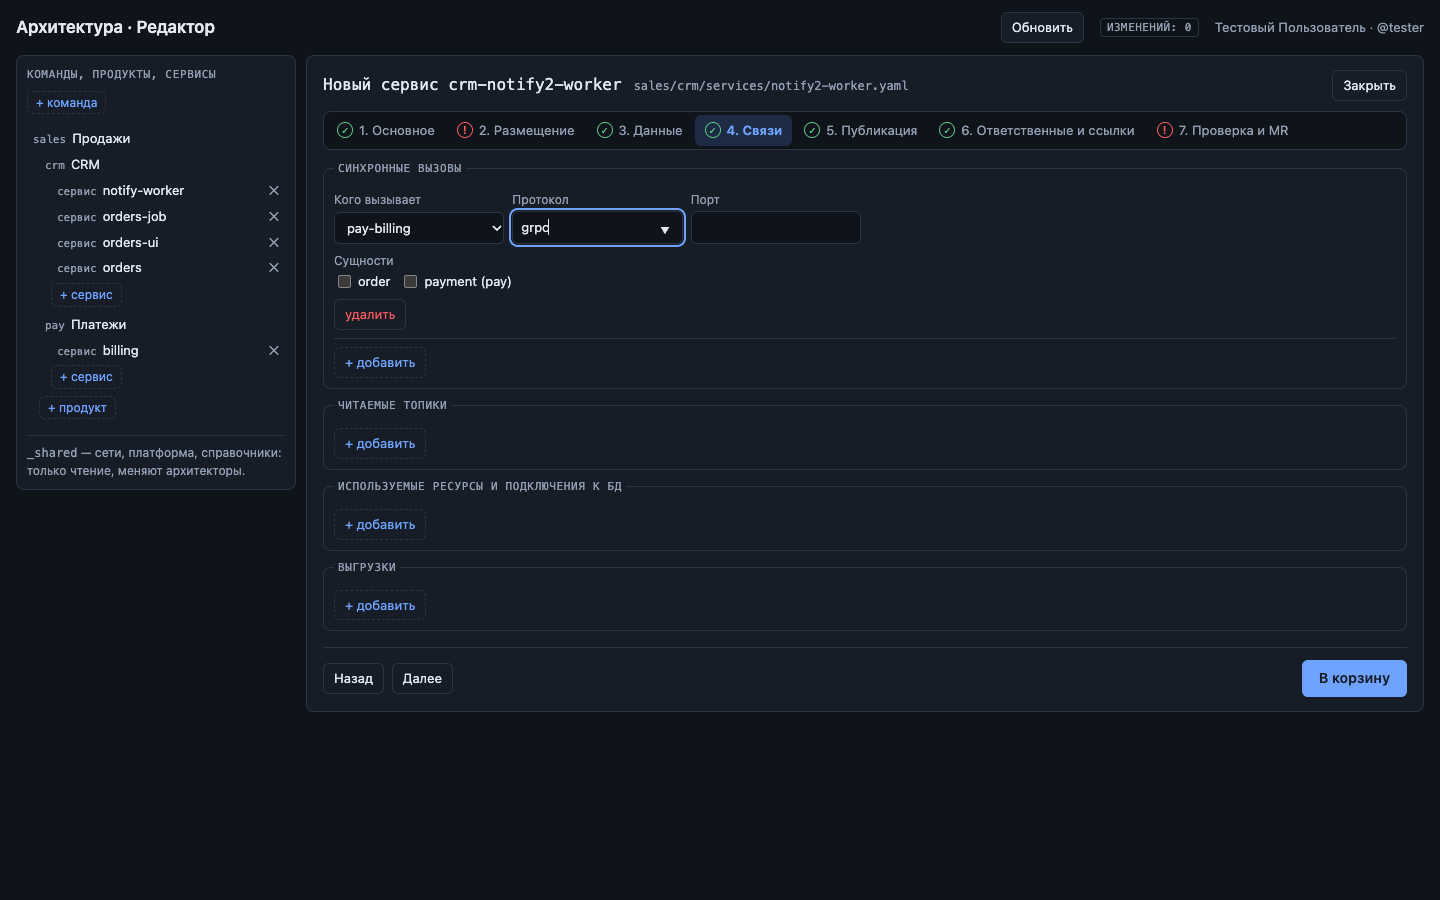 Архитектура · Редактор
Обновить
ИЗМЕНЕНИЙ: 0
Тестовый Пользователь · @tester
КОМАНДЫ, ПРОДУКТЫ, СЕРВИСЫ
+ команда
sales Продажи
crm CRM
сервис notify-worker
сервис orders-job
сервис orders-ui
сервис orders
+ сервис
pay Платежи
сервис billing
+ сервис
+ продукт
_shared — сети, платформа, справочники:
только чтение, меняют архитекторы.
Новый сервис crm-notify2-worker sales/crm/services/notify2-worker.yaml
Закрыть
1. Основное
2. Размещение
3. Данные
4. Связи
5. Публикация
6. Ответственные и ссылки
7. Проверка и MR
СИНХРОННЫЕ ВЫЗОВЫ
Кого вызывает
Протокол
Порт
pay-billing
grpc
Сущности
order
payment (pay)
удалить
+ добавить
ЧИТАЕМЫЕ ТОПИКИ
+ добавить
ИСПОЛЬЗУЕМЫЕ РЕСУРСЫ И ПОДКЛЮЧЕНИЯ К БД
+ добавить
ВЫГРУЗКИ
+ добавить
Назад
Далее
В корзину